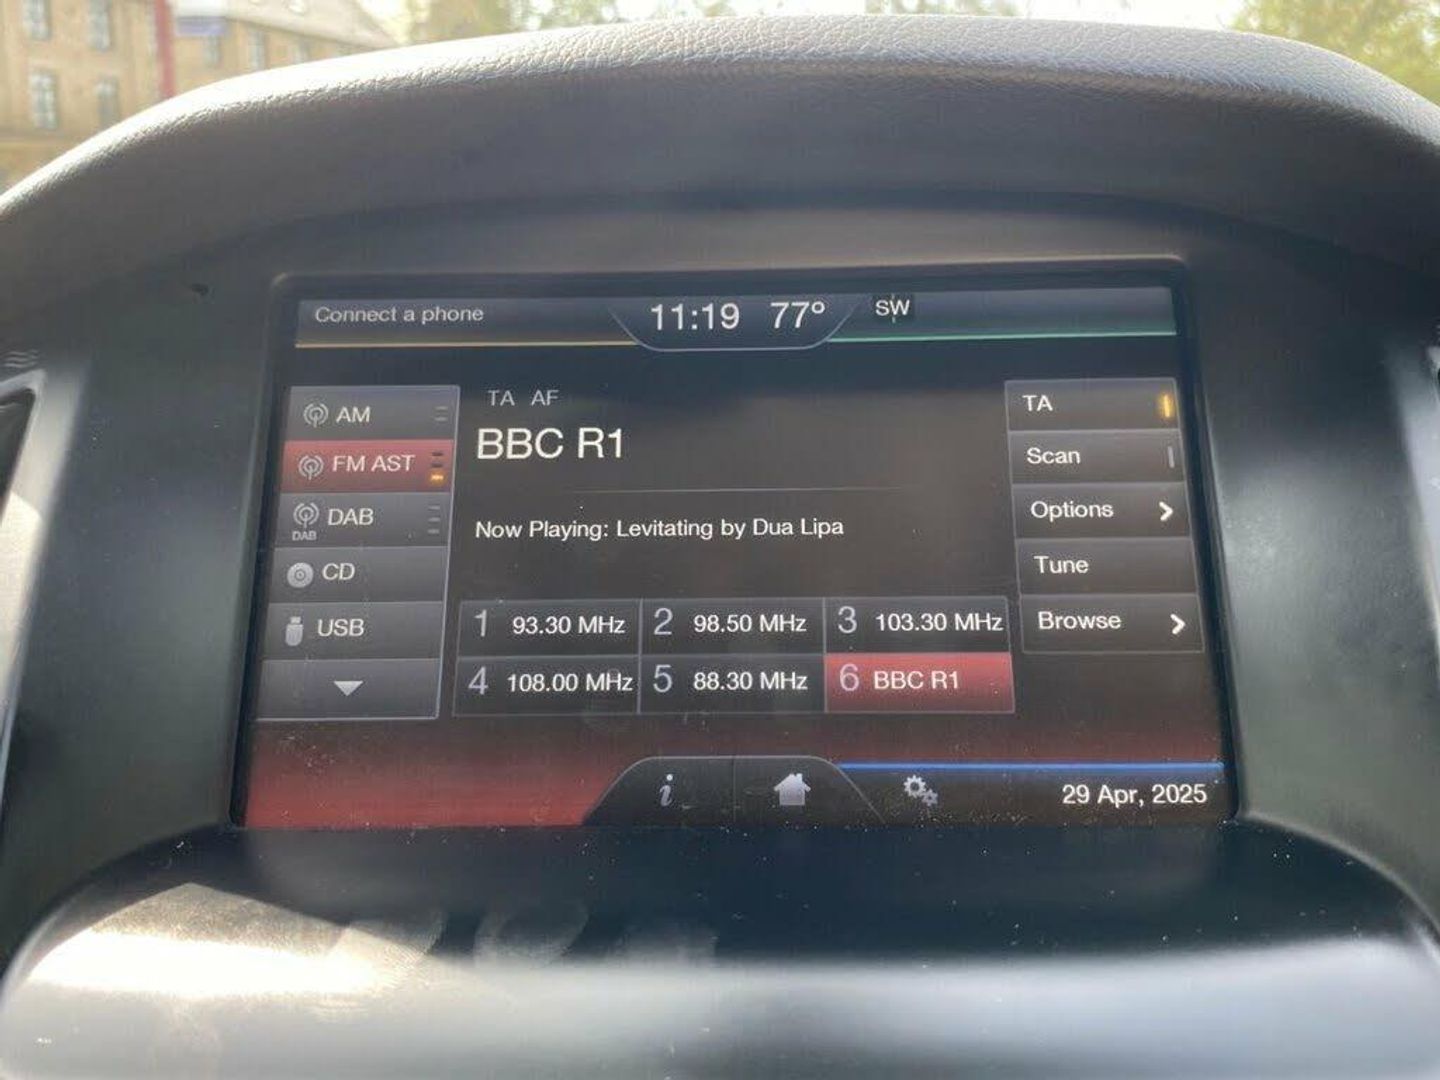 Connect a phone 11:19 77° SW
AM
FM AST
DAB
DAB
CD
USB
TA AF
BBC R1
Now Playing: Levitating by Dua Lipa
1 93.30 MHz 2 98.50 MHz 3 103.30 MHz
4 108.00 MHz 5 88.30 MHz 6 BBC R1
TA
Scan
Options
Tune
Browse
i
29 Apr, 2025